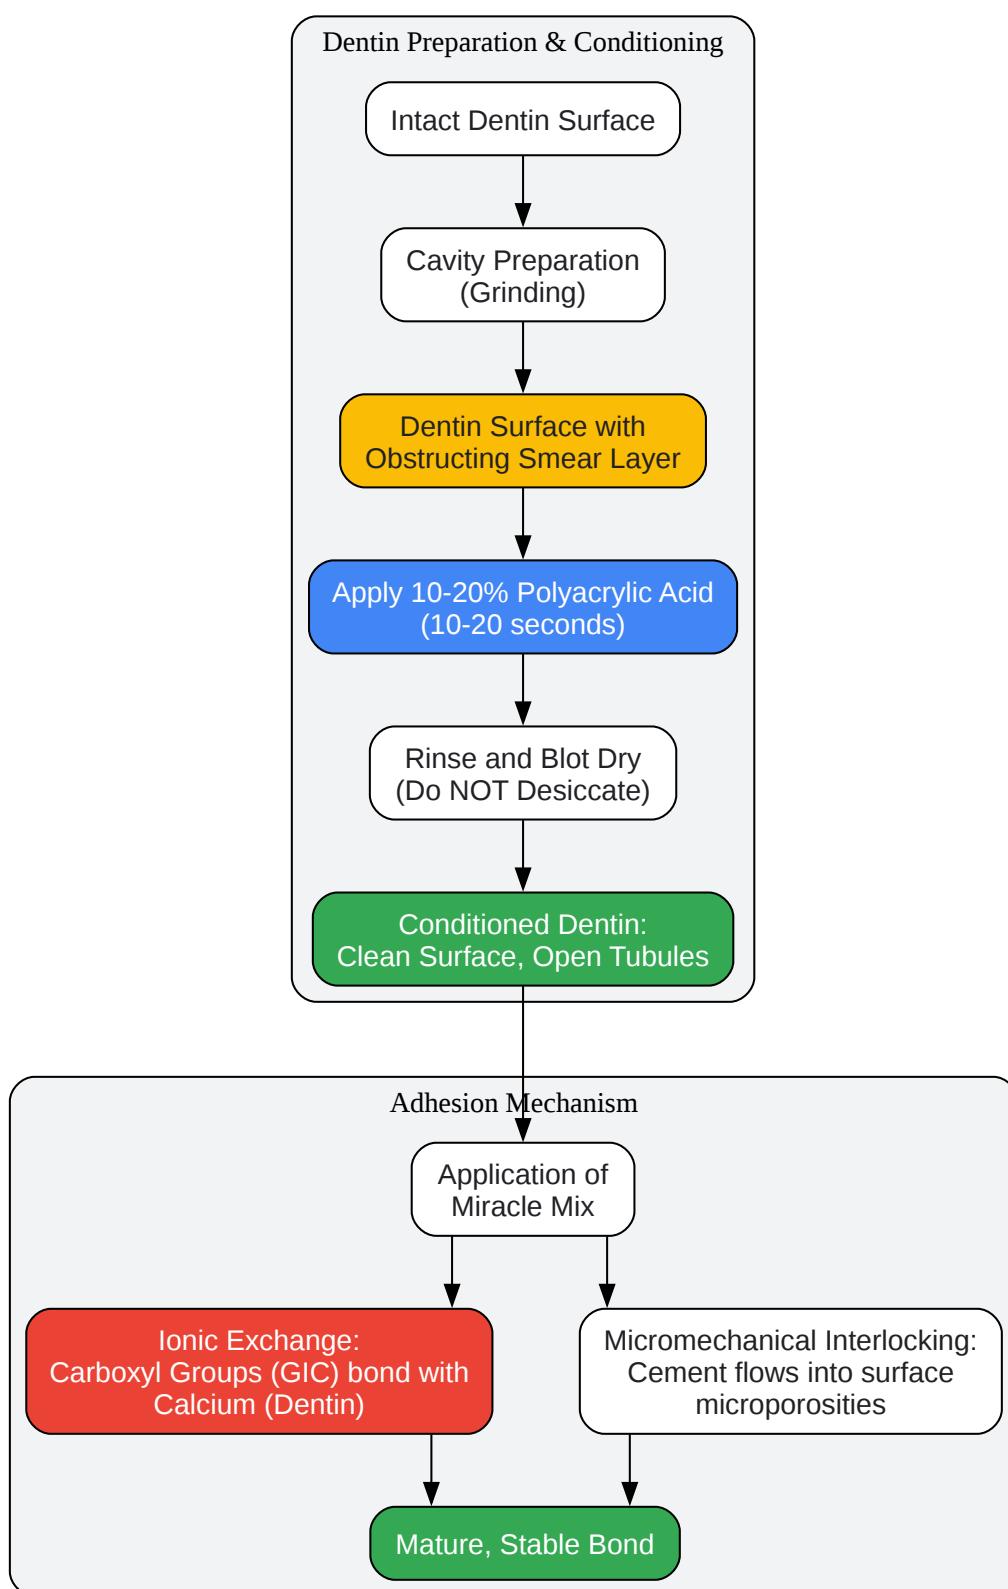 Dentin Preparation & Conditioning
Intact Dentin Surface
Cavity Preparation
(Grinding)
Dentin Surface with
Obstructing Smear Layer
Apply 10-20% Polyacrylic Acid
(10-20 seconds)
Rinse and Blot Dry
(Do NOT Desiccate)
Conditioned Dentin:
Clean Surface, Open Tubules
Adhesion Mechanism
Application of
Miracle Mix
Ionic Exchange:
Carboxyl Groups (GIC) bond with
Calcium (Dentin)
Micromechanical Interlocking:
Cement flows into surface
microporosities
Mature, Stable Bond